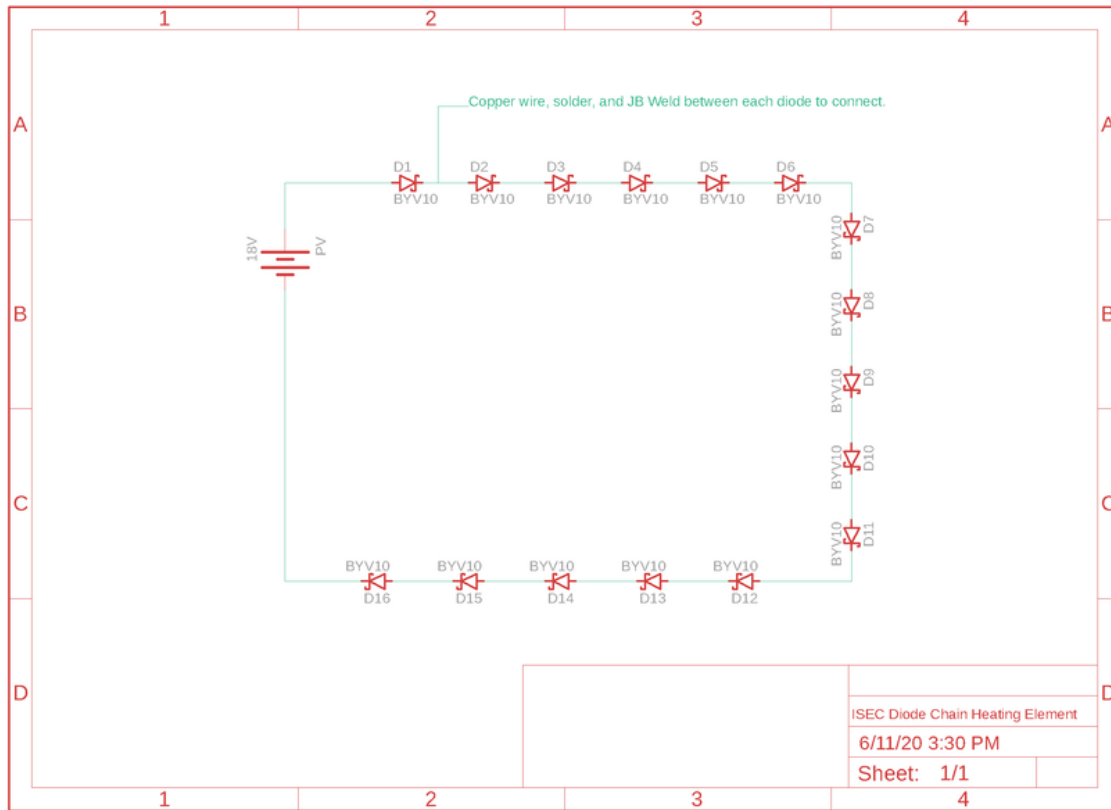 1 2 3 4
A A
Copper wire, solder, and JB Weld between each diode to connect.
D1 D2 D3 D4 D5 D6
BYV10 BYV10 BYV10 BYV10 BYV10 BYV10
BYV10 D7
18V PV
B B
BYV10 D8
BYV10 D9
BYV10 D10
C C
BYV10 D11
BYV10 BYV10 BYV10 BYV10 BYV10
D16 D15 D14 D13 D12
D D
ISEC Diode Chain Heating Element
6/11/20 3:30 PM
Sheet: 1/1
1 2 3 4